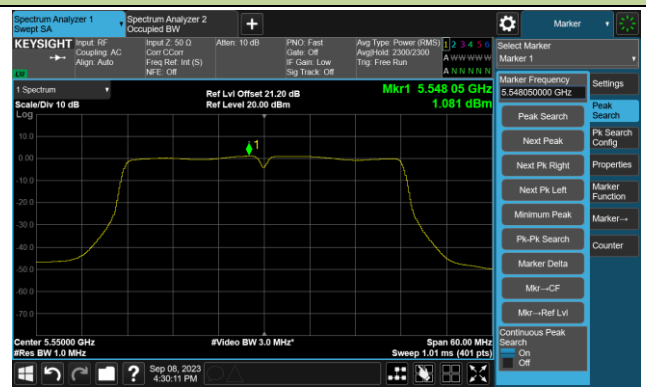 Spectrum Analyzer 1
Swept SA
Spectrum Analyzer 2
Occupied BW
+
Marker
KEYSIGHT
Input: RF
Coupling: AC
Align: Auto
Input Z: 50 Ω
Corr CCorr
Freq Ref: Int (S)
NFE: Off
Atten: 10 dB
PNO: Fast
Gate: Off
IF Gain: Low
Sig Track: Off
Avg Type: Power (RMS)
Avg|Hold: 2300/2300
Trig: Free Run
1 2 3 4 5 6
A W W W W W
A N N N N N
Select Marker
Marker 1
LXI
1 Spectrum
Scale/Div 10 dB
Log
Ref Lvl Offset 21.20 dB
Ref Level 20.00 dBm
Mkr1 5.548 05 GHz
1.081 dBm
1
10.0
0.00
-10.0
-20.0
-30.0
-40.0
-50.0
-60.0
-70.0
Center 5.55000 GHz
#Res BW 1.0 MHz
#Video BW 3.0 MHz*
Span 60.00 MHz
Sweep 1.01 ms (401 pts)
Marker Frequency
5.548050000 GHz
Peak Search
Next Peak
Next Pk Right
Next Pk Left
Minimum Peak
Pk-Pk Search
Marker Delta
Mkr→CF
Mkr→Ref Lvl
Continuous Peak
Search
On
Off
Settings
Peak
Search
Pk Search
Config
Properties
Marker
Function
Marker→
Counter
?
Sep 08, 2023
4:30:11 PM